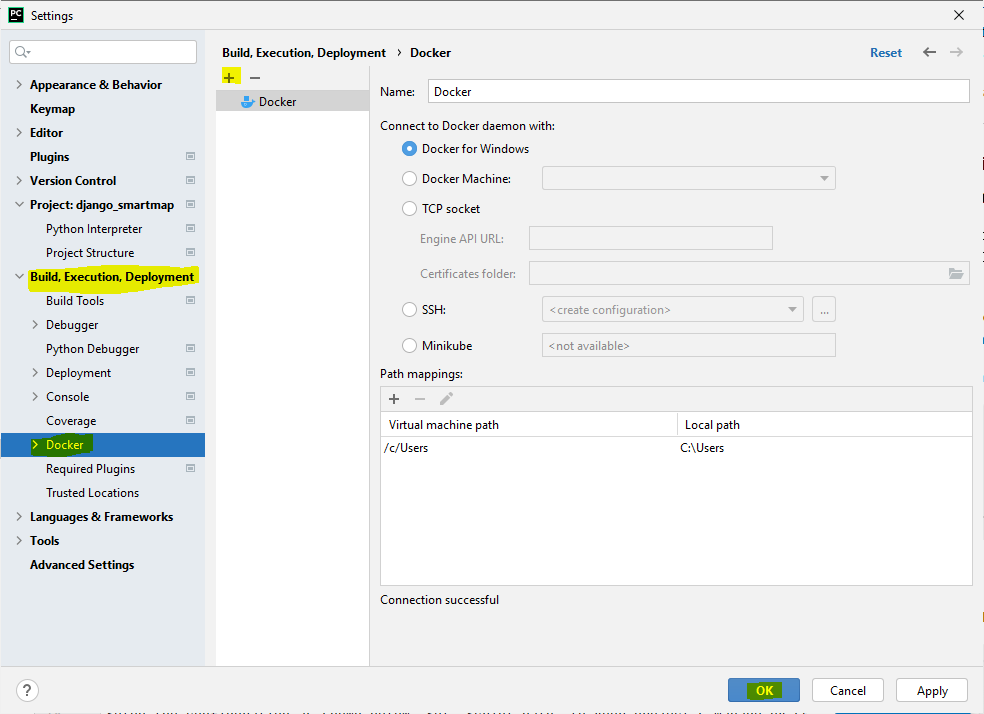 PC Settings
Build, Execution, Deployment › Docker Reset
Appearance & Behavior
Keymap
Editor
Plugins
Version Control
Project: django_smartmap
Python Interpreter
Project Structure
Build, Execution, Deployment
Build Tools
Debugger
Python Debugger
Deployment
Console
Coverage
Docker
Required Plugins
Trusted Locations
Languages & Frameworks
Tools
Advanced Settings
Docker
Name: Docker
Connect to Docker daemon with:
Docker for Windows
Docker Machine:
TCP socket
Engine API URL:
Certificates folder:
SSH: <create configuration> ...
Minikube <not available>
Path mappings:
Virtual machine path Local path
/c/Users C:\Users
Connection successful
? OK Cancel Apply